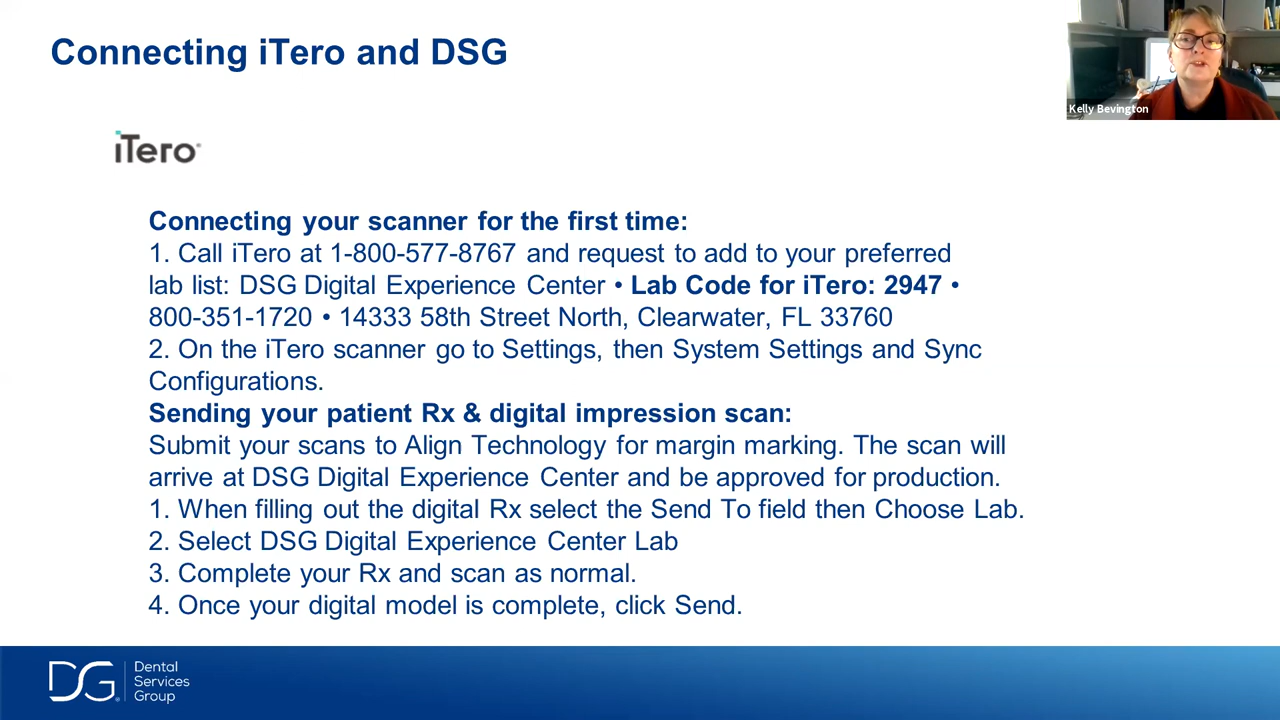 Connecting iTero and DSG
Kelly Bevington
iTero
Connecting your scanner for the first time:
1. Call iTero at 1-800-577-8767 and request to add to your preferred
lab list: DSG Digital Experience Center • Lab Code for iTero: 2947 •
800-351-1720 • 14333 58th Street North, Clearwater, FL 33760
2. On the iTero scanner go to Settings, then System Settings and Sync
Configurations.
Sending your patient Rx & digital impression scan:
Submit your scans to Align Technology for margin marking. The scan will
arrive at DSG Digital Experience Center and be approved for production.
1. When filling out the digital Rx select the Send To field then Choose Lab.
2. Select DSG Digital Experience Center Lab
3. Complete your Rx and scan as normal.
4. Once your digital model is complete, click Send.
DSG
Dental
Services
Group